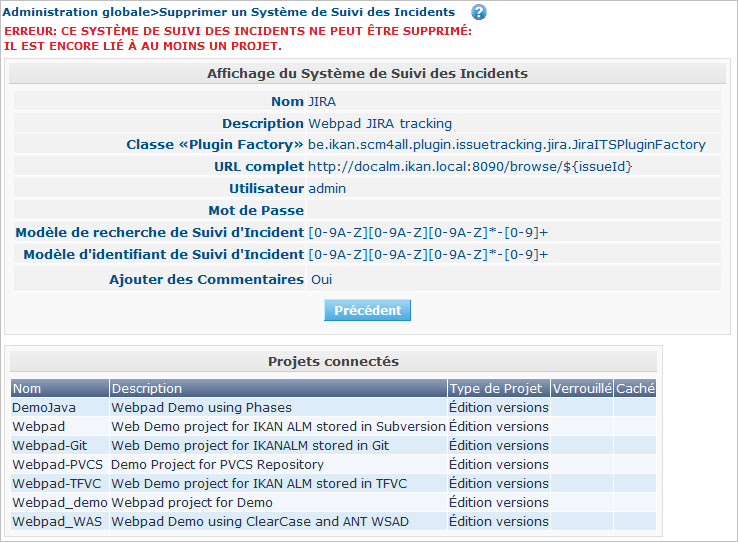 Administration globale>Supprimer un Système de Suivi des Incidents ?
ERREUR: CE SYSTÈME DE SUIVI DES INCIDENTS NE PEUT ÊTRE SUPPRIMÉ:
IL EST ENCORE LIÉ À AU MOINS UN PROJET.
Affichage du Système de Suivi des Incidents
Nom JIRA
Description Webpad JIRA tracking
Classe «Plugin Factory» be.ikan.scm4all.plugin.issuetracking.jira.JiraITSPluginFactory
URL complet http://docalm.ikan.local:8090/browse/${issueId}
Utilisateur admin
Mot de Passe
Modèle de recherche de Suivi d'Incident [0-9A-Z][0-9A-Z][0-9A-Z]*-[0-9]+
Modèle d'identifiant de Suivi d'Incident [0-9A-Z][0-9A-Z][0-9A-Z]*-[0-9]+
Ajouter des Commentaires Oui
Précédent
Projets connectés
Nom Description Type de Projet Verrouillé Caché
DemoJava Webpad Demo using Phases Édition versions
Webpad Web Demo project for IKAN ALM stored in Subversion Édition versions
Webpad-Git Web Demo project for IKANALM stored in Git Édition versions
Webpad-PVCS Demo Project for PVCS Repository Édition versions
Webpad-TFVC Web Demo project for IKAN ALM stored in TFVC Édition versions
Webpad_demo Webpad project for Demo Édition versions
Webpad_WAS Webpad Demo using ClearCase and ANT WSAD Édition versions